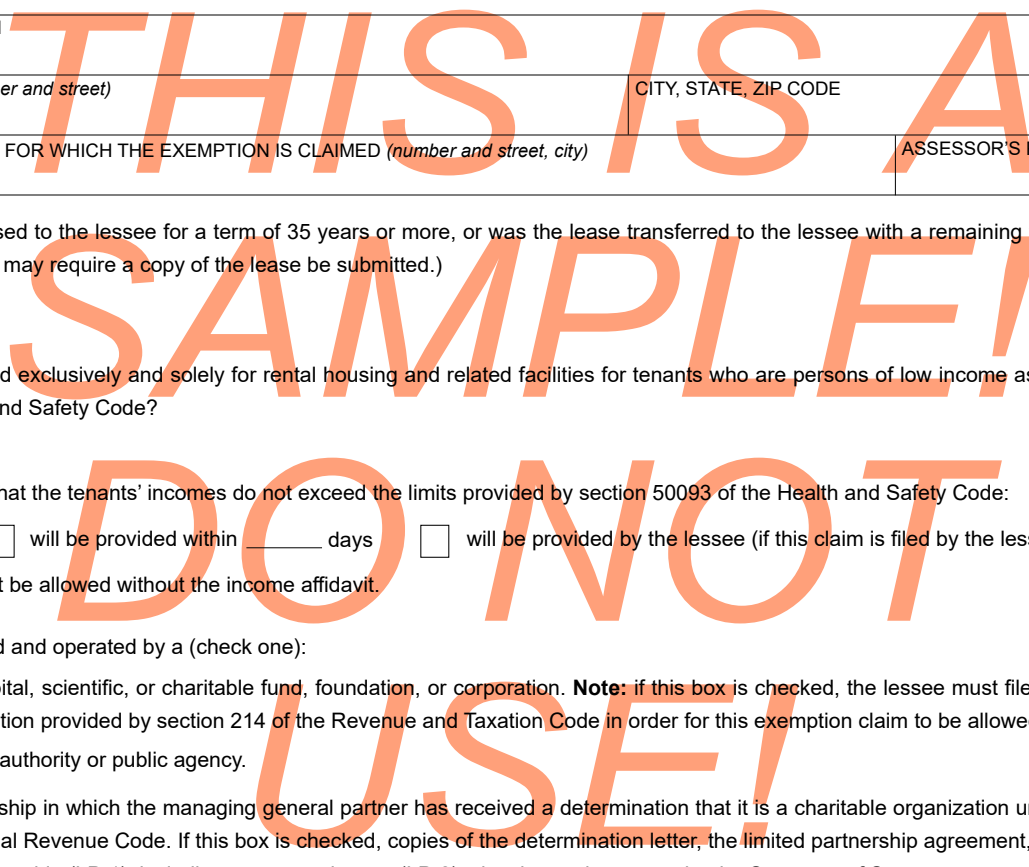 THIS IS A
er and street)
CITY, STATE, ZIP CODE
FOR WHICH THE EXEMPTION IS CLAIMED (number and street, city)
ASSESSOR'S
sed to the lessee for a term of 35 years or more, or was the lease transferred to the lessee with a remaining
may require a copy of the lease be submitted.)
SAMPLE!
d exclusively and solely for rental housing and related facilities for tenants who are persons of low income as
nd Safety Code?
DO NOT
hat the tenants' incomes do not exceed the limits provided by section 50093 of the Health and Safety Code:
will be provided within ______ days
will be provided by the lessee (if this claim is filed by the less
t be allowed without the income affidavit.
d and operated by a (check one):
USE!
pital, scientific, or charitable fund, foundation, or corporation. Note: if this box is checked, the lessee must file
tion provided by section 214 of the Revenue and Taxation Code in order for this exemption claim to be allowe
authority or public agency.
ship in which the managing general partner has received a determination that it is a charitable organization u
al Revenue Code. If this box is checked, copies of the determination letter, the limited partnership agreement,